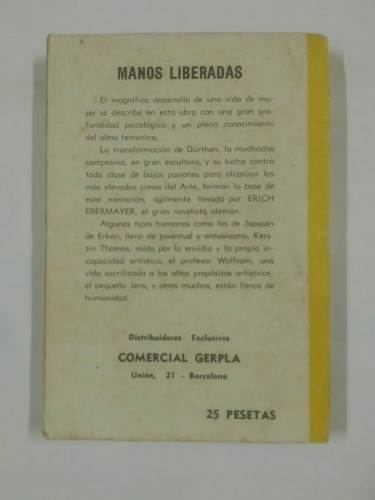 MANOS LIBERADAS
El magnífico desarrollo de una vida de mu-
jer se describe en esta obra con una gran pro-
fundidad psicológica y un pleno conocimiento
del alma femenina.
La transformación de Dürthen, la muchacha
campesina, en gran escultora, y su lucha contra
toda clase de bajas pasiones para alcanzar las
más elevadas cimas del Arte, forman la base de
esta narración, ágilmente llevada por ERICH
EBERMAYER, el gran novelista alemán.
Algunos tipos humanos como los de Joaquín
de Erken, lleno de juventud y entusiasmo, Kers-
tin Thomas, roída por la envidia y la propia in-
capacidad artística, el profesor Wolfram, una
vida sacrificada a los altos propósitos artísticos,
el pequeño Jens, y otros muchos, están llenos de
humanidad.
Distribuidores Exclusivos
COMERCIAL GERPLA
Unión, 21 - Barcelona
25 PESETAS